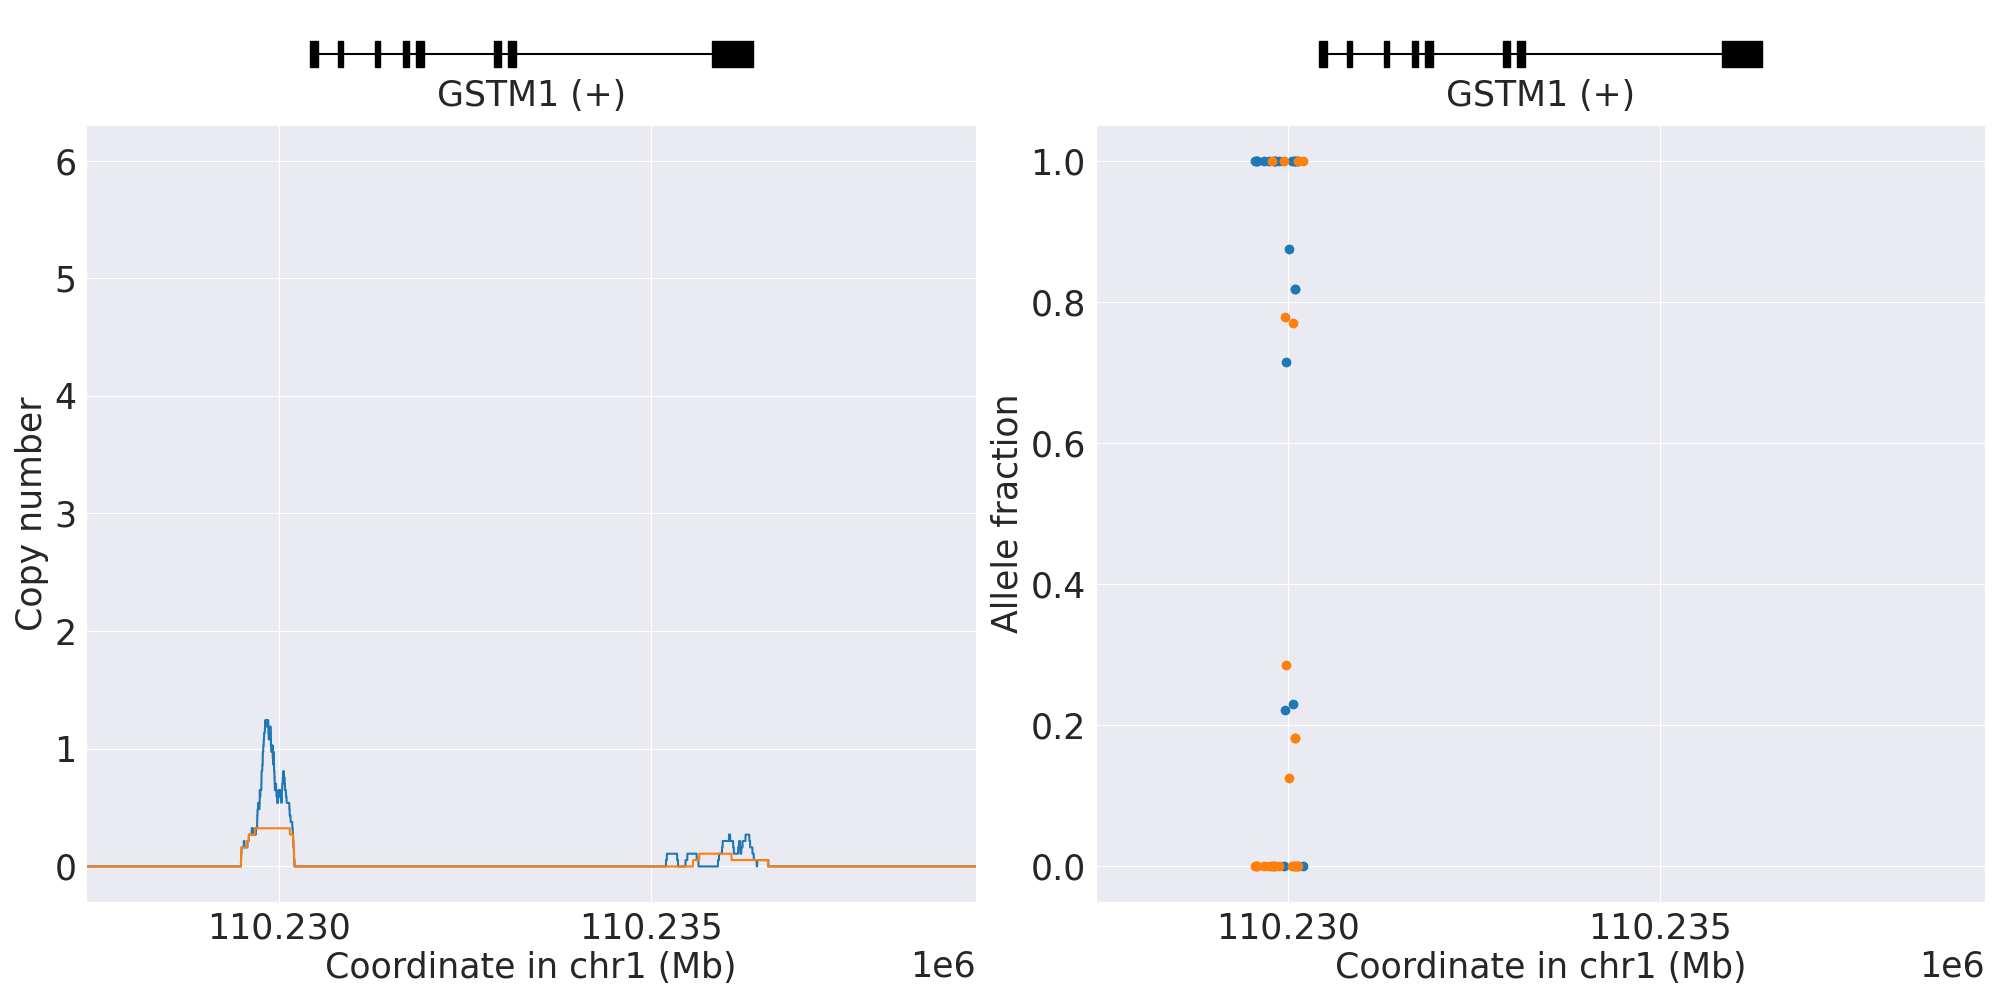 GSTM1 (+)
6
5
4
3
2
1
0
Copy number
110.230
110.235
Coordinate in chr1 (Mb)
1e6
GSTM1 (+)
1.0
0.8
0.6
0.4
0.2
0.0
Allele fraction
110.230
110.235
Coordinate in chr1 (Mb)
1e6